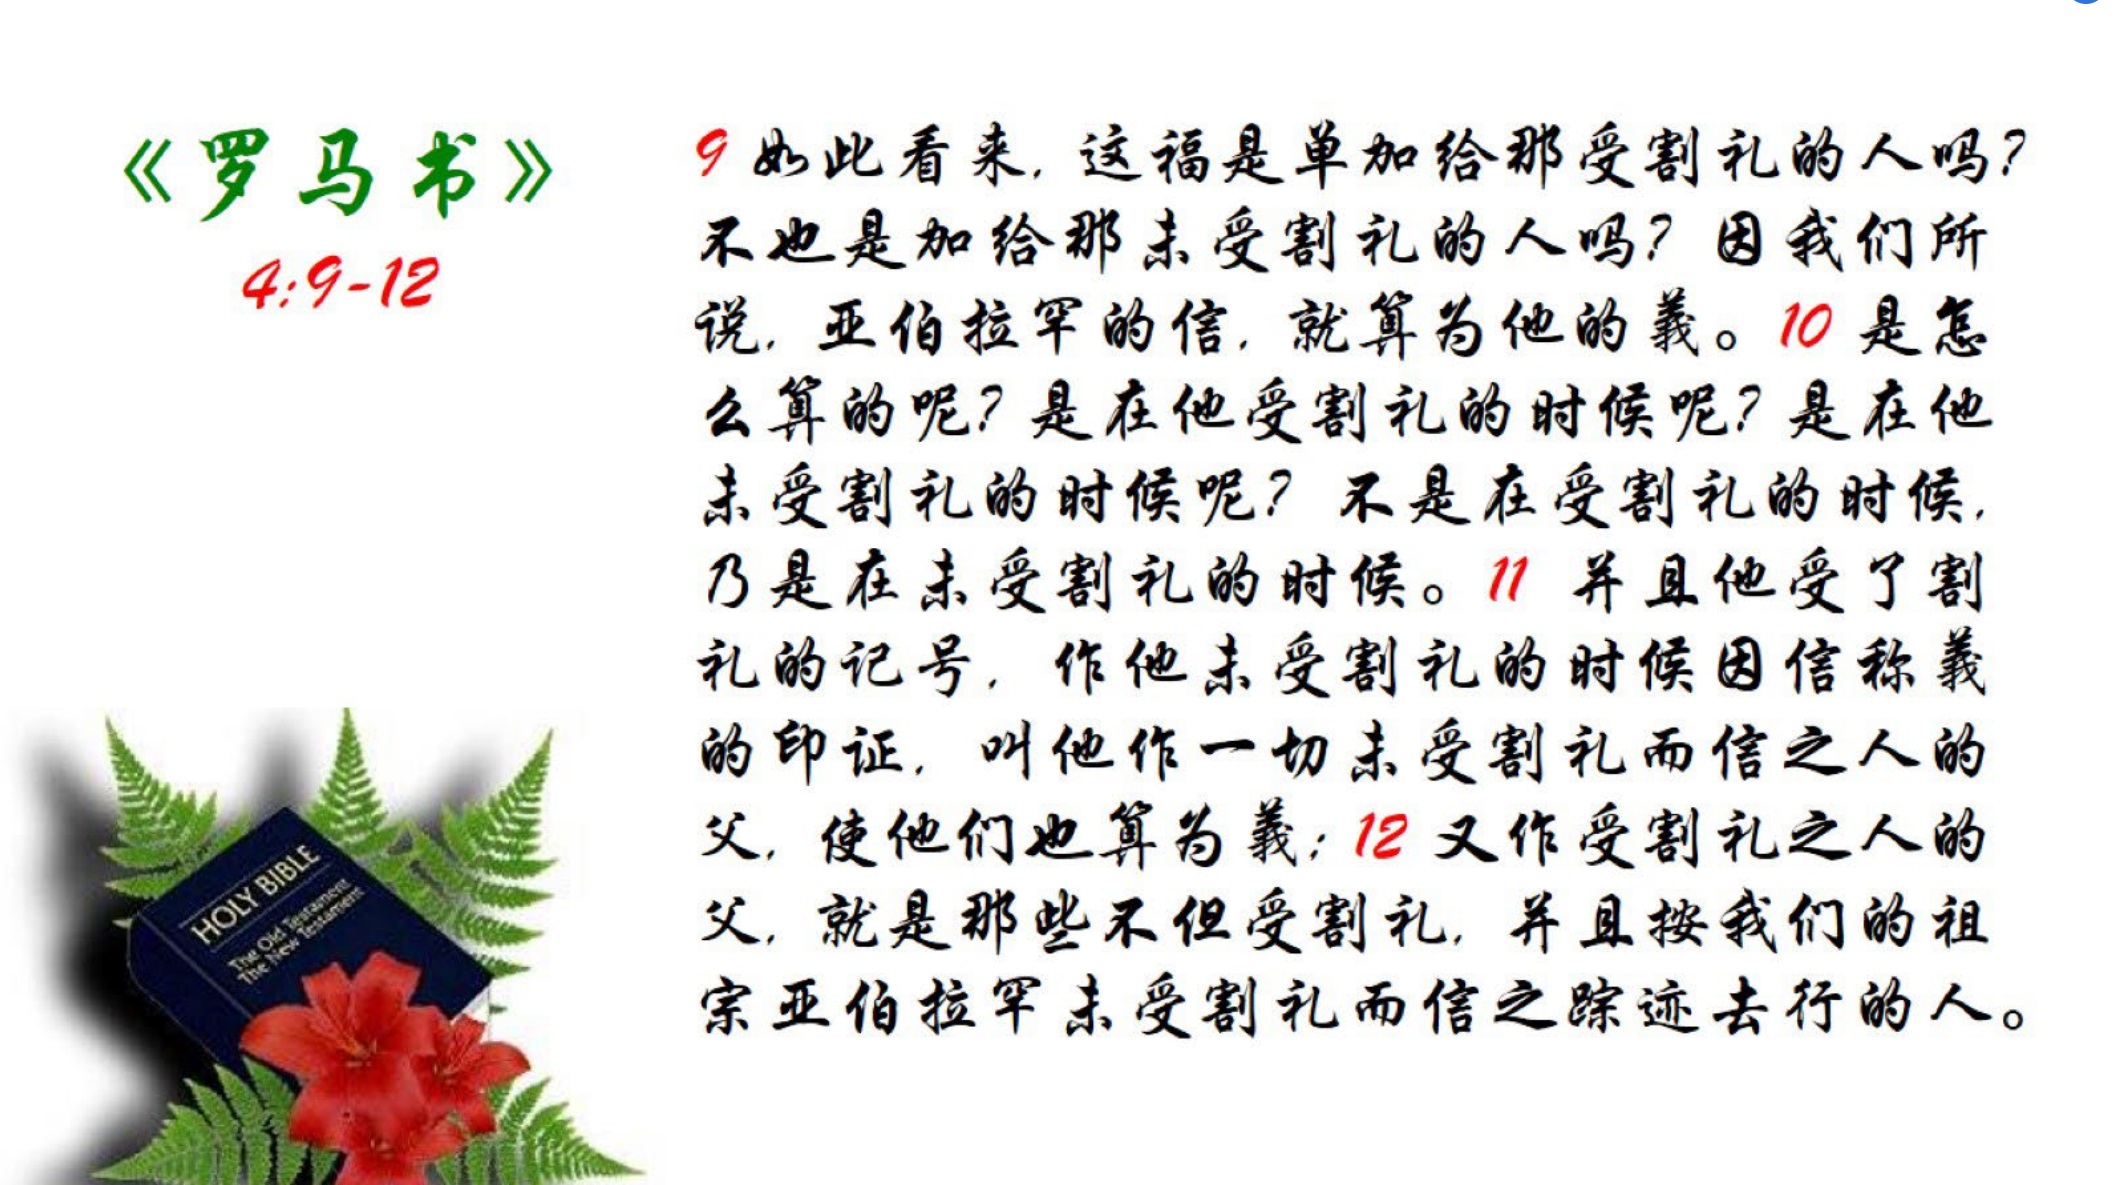 《罗马书》
4:9-12
9 如此看来，这福是单加给那受割礼的人吗？
不也是加给那未受割礼的人吗？因我们所
说，亚伯拉罕的信，就算为他的義。10 是怎
么算的呢？是在他受割礼的时候呢？是在他
未受割礼的时候呢？ 不是在受割礼的时候，
乃是在未受割礼的时候。11 并且他受了割
礼的记号， 作他未受割礼的时候因信称義
的印证， 叫他作一切未受割礼而信之人的
父，使他们也算为義；12 又作受割礼之人的
父，就是那些不但受割礼，并且按我们的祖
宗亚伯拉罕未受割礼而信之踪迹去行的人。
HOLY BIBLE
The Old Testament
The New Testament